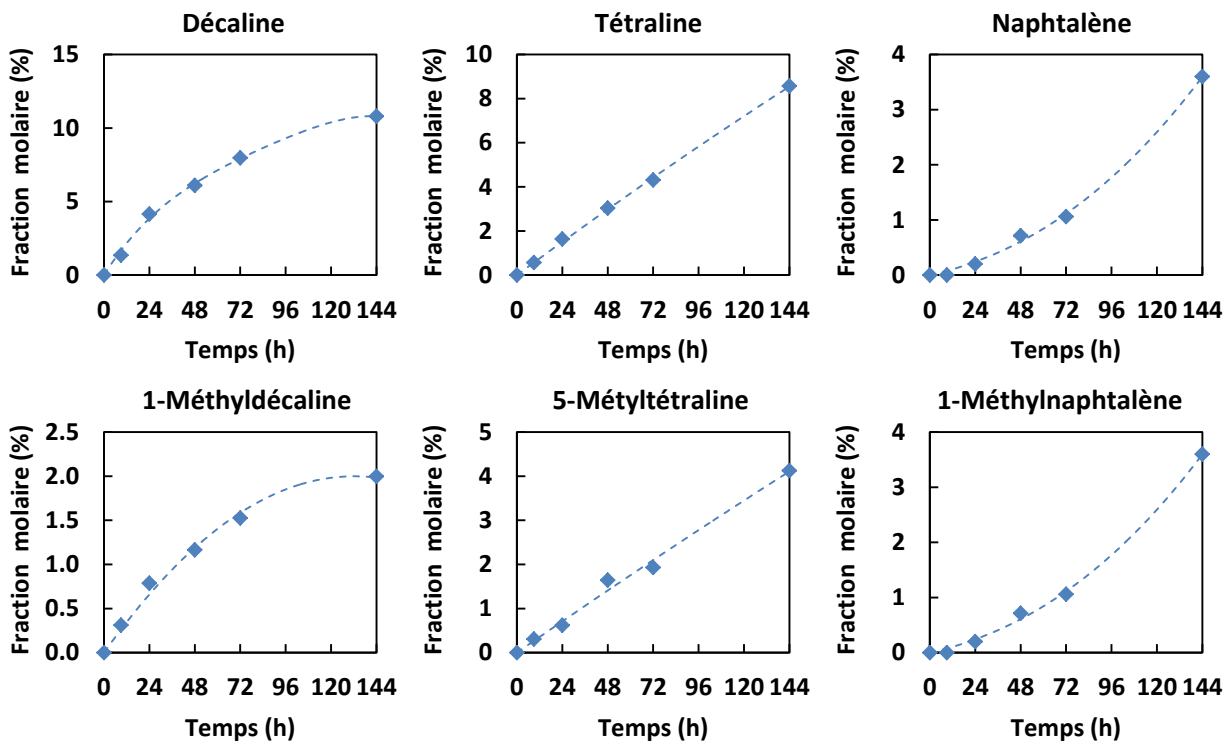 Décaline
Fraction molaire (%)
15
10
5
0
0 24 48 72 96 120 144
Temps (h)
Tétraline
Fraction molaire (%)
10
8
6
4
2
0
0 24 48 72 96 120 144
Temps (h)
Naphtalène
Fraction molaire (%)
4
3
2
1
0
0 24 48 72 96 120 144
Temps (h)
1-Méthyldécaline
Fraction molaire (%)
2.5
2.0
1.5
1.0
0.5
0.0
0 24 48 72 96 120 144
Temps (h)
5-Métyltétraline
Fraction molaire (%)
5
4
3
2
1
0
0 24 48 72 96 120 144
Temps (h)
1-Méthylnaphtalène
Fraction molaire (%)
4
3
2
1
0
0 24 48 72 96 120 144
Temps (h)